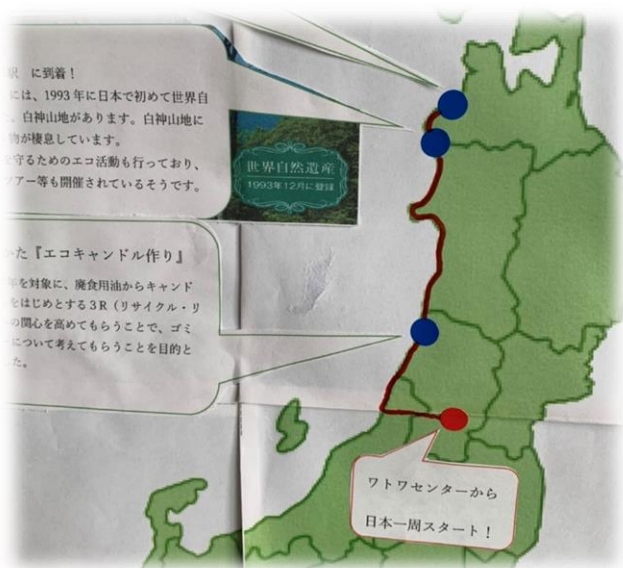 駅　に到着！
には、1993年に日本で初めて世界自
、白神山地があります。白神山地に
物が棲息しています。
を守るためのエコ活動も行っており、
ツアー等も開催されているそうです。
世界自然遺産
1993年12月に登録
かた『エコキャンドル作り』
年を対象に、廃食用油からキャンド
をはじめとする3R（リサイクル・リ
の関心を高めてもらうことで、ゴミ
について考えてもらうことを目的と
した。
ワトワセンターから
日本一周スタート！